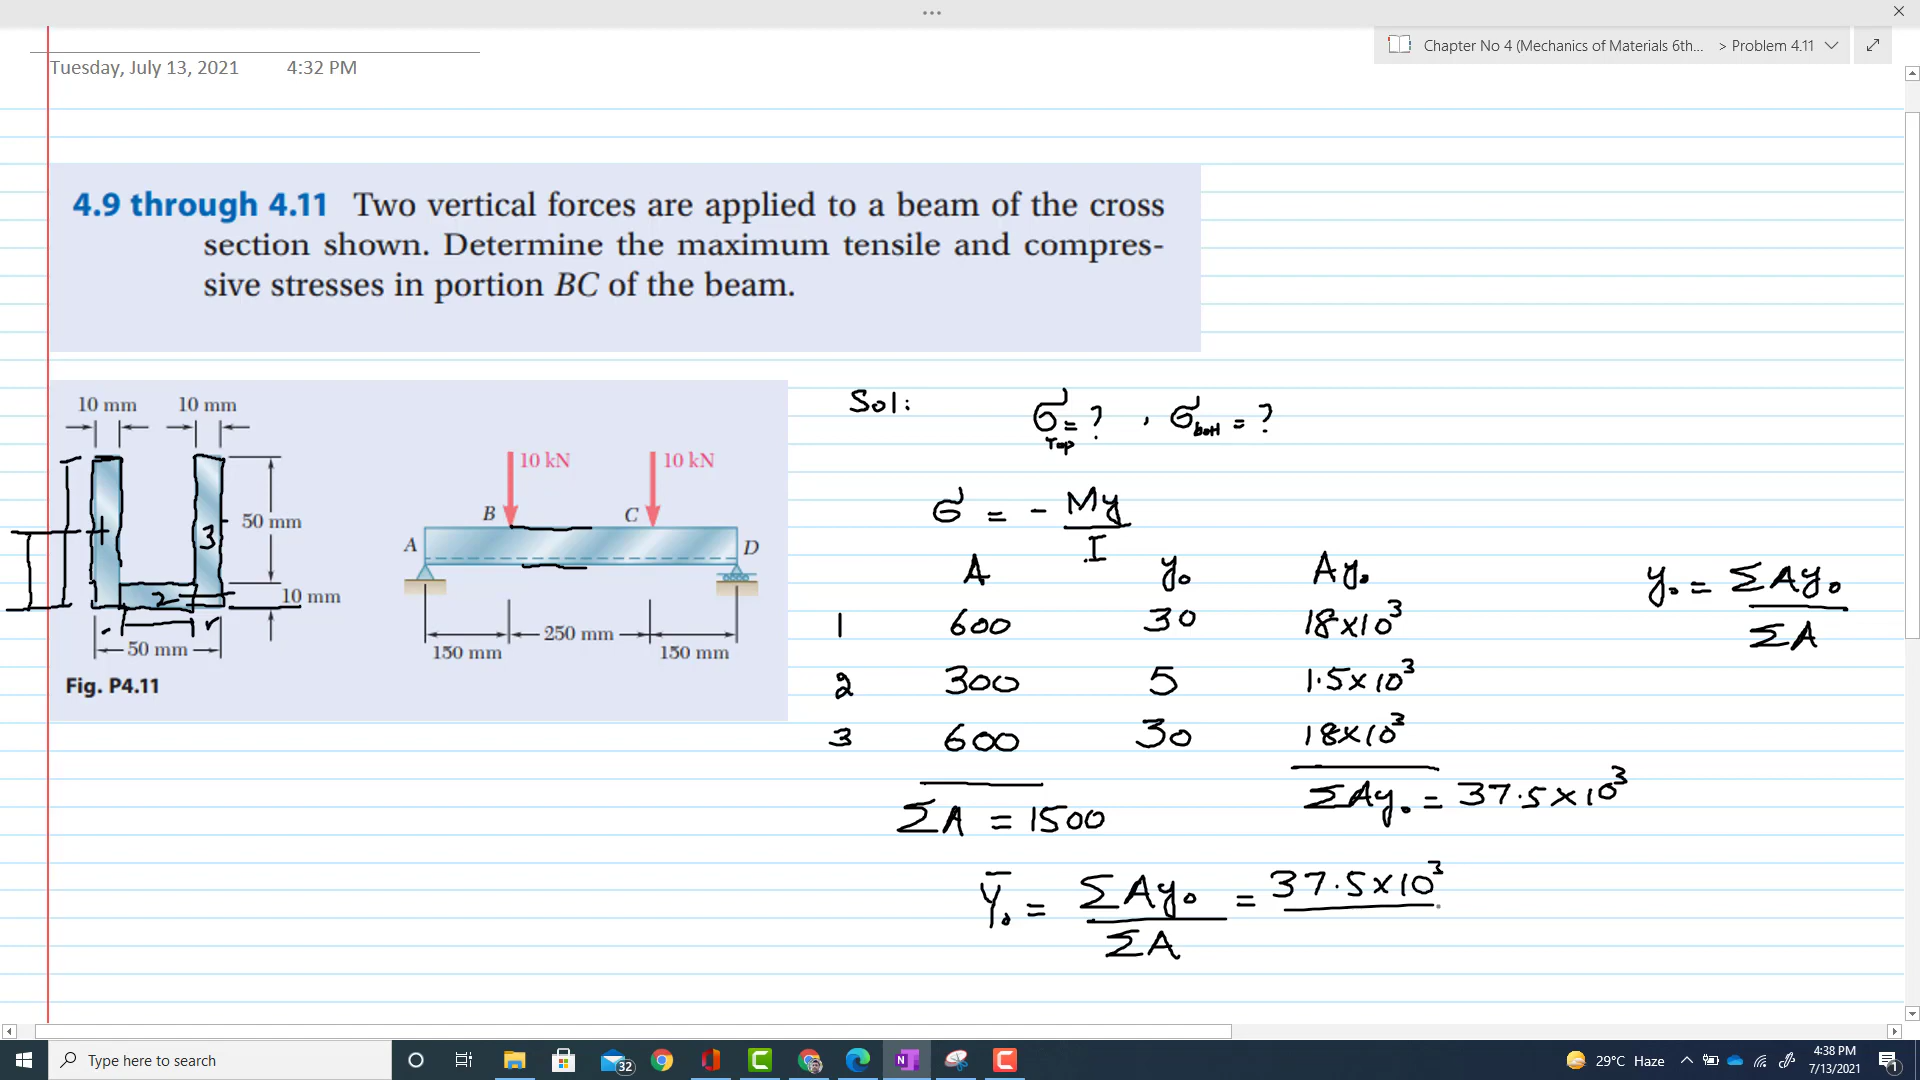 Chapter No 4 (Mechanics of Materials 6th... > Problem 4.11
Tuesday, July 13, 2021 4:32 PM
4.9 through 4.11 Two vertical forces are applied to a beam of the cross
section shown. Determine the maximum tensile and compres-
sive stresses in portion BC of the beam.
10 mm 10 mm
50 mm
10 mm
50 mm
1
2
3
Fig. P4.11
10 kN 10 kN
B C
A D
250 mm
150 mm 150 mm
Sol: σTop = ? , σbott = ?
σ = - My/I
A y₀ Ay₀
1 600 30 18×10³
2 300 5 1.5×10³
3 600 30 18×10³
ΣA = 1500 ΣAy₀ = 37.5×10³
y₀ = ΣAy₀/ΣA
Ȳ₀ = ΣAy₀/ΣA = 37.5×10³
Type here to search
32
29°C Haze
4:38 PM
7/13/2021
1